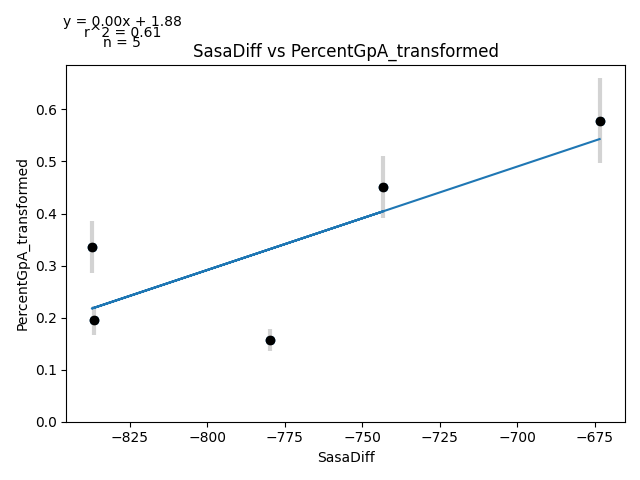 y = 0.00x + 1.88
r^2 = 0.61
n = 5
SasaDiff vs PercentGpA_transformed
PercentGpA_transformed
0.6
0.5
0.4
0.3
0.2
0.1
0.0
−825 −800 −775 −750 −725 −700 −675
SasaDiff